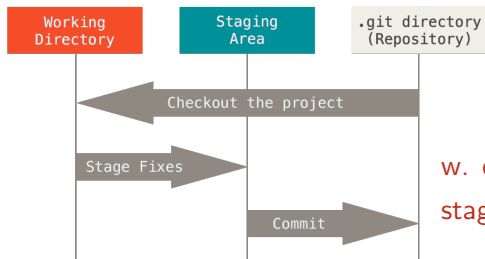 Working
Directory
Staging
Area
.git directory
(Repository)
Checkout the project
Stage Fixes
Commit
w.